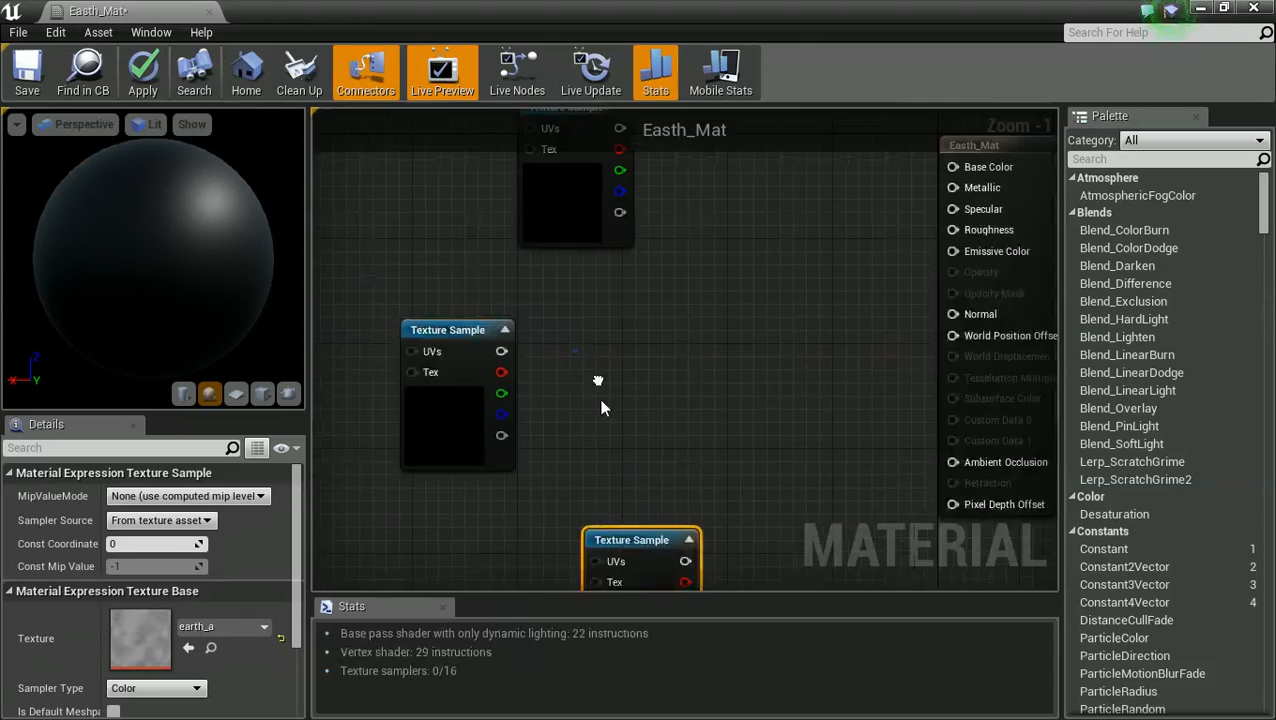 Easth_Mat*
File Edit Asset Window Help
Search For Help
Save Find in CB Apply Search Home Clean Up Connectors Live Preview Live Nodes Live Update Stats Mobile Stats
Perspective Lit Show
Easth_Mat
Zoom -1
Texture Sample
UVs
Tex
Texture Sample
UVs
Tex
Texture Sample
UVs
Tex
Easth_Mat
Base Color
Metallic
Specular
Roughness
Emissive Color
Opacity
Opacity Mask
Normal
World Position Offse
World Displacemen
Tessellation Multipli
Subsurface Color
Custom Data 0
Custom Data 1
Ambient Occlusion
Refraction
Pixel Depth Offset
MATERIAL
X Z Y
Details
Search
Material Expression Texture Sample
MipValueMode None (use computed mip level
Sampler Source From texture asset
Const Coordinate 0
Const Mip Value -1
Material Expression Texture Base
Texture earth_a
Sampler Type Color
Is Default Meshpa
Stats
Base pass shader with only dynamic lighting: 22 instructions
Vertex shader: 29 instructions
Texture samplers: 0/16
Palette
Category: All
Search
Atmosphere
AtmosphericFogColor
Blends
Blend_ColorBurn
Blend_ColorDodge
Blend_Darken
Blend_Difference
Blend_Exclusion
Blend_HardLight
Blend_Lighten
Blend_LinearBurn
Blend_LinearDodge
Blend_LinearLight
Blend_Overlay
Blend_PinLight
Blend_SoftLight
Lerp_ScratchGrime
Lerp_ScratchGrime2
Color
Desaturation
Constants
Constant 1
Constant2Vector 2
Constant3Vector 3
Constant4Vector 4
DistanceCullFade
ParticleColor
ParticleDirection
ParticleMotionBlurFade
ParticleRadius
ParticleRandom